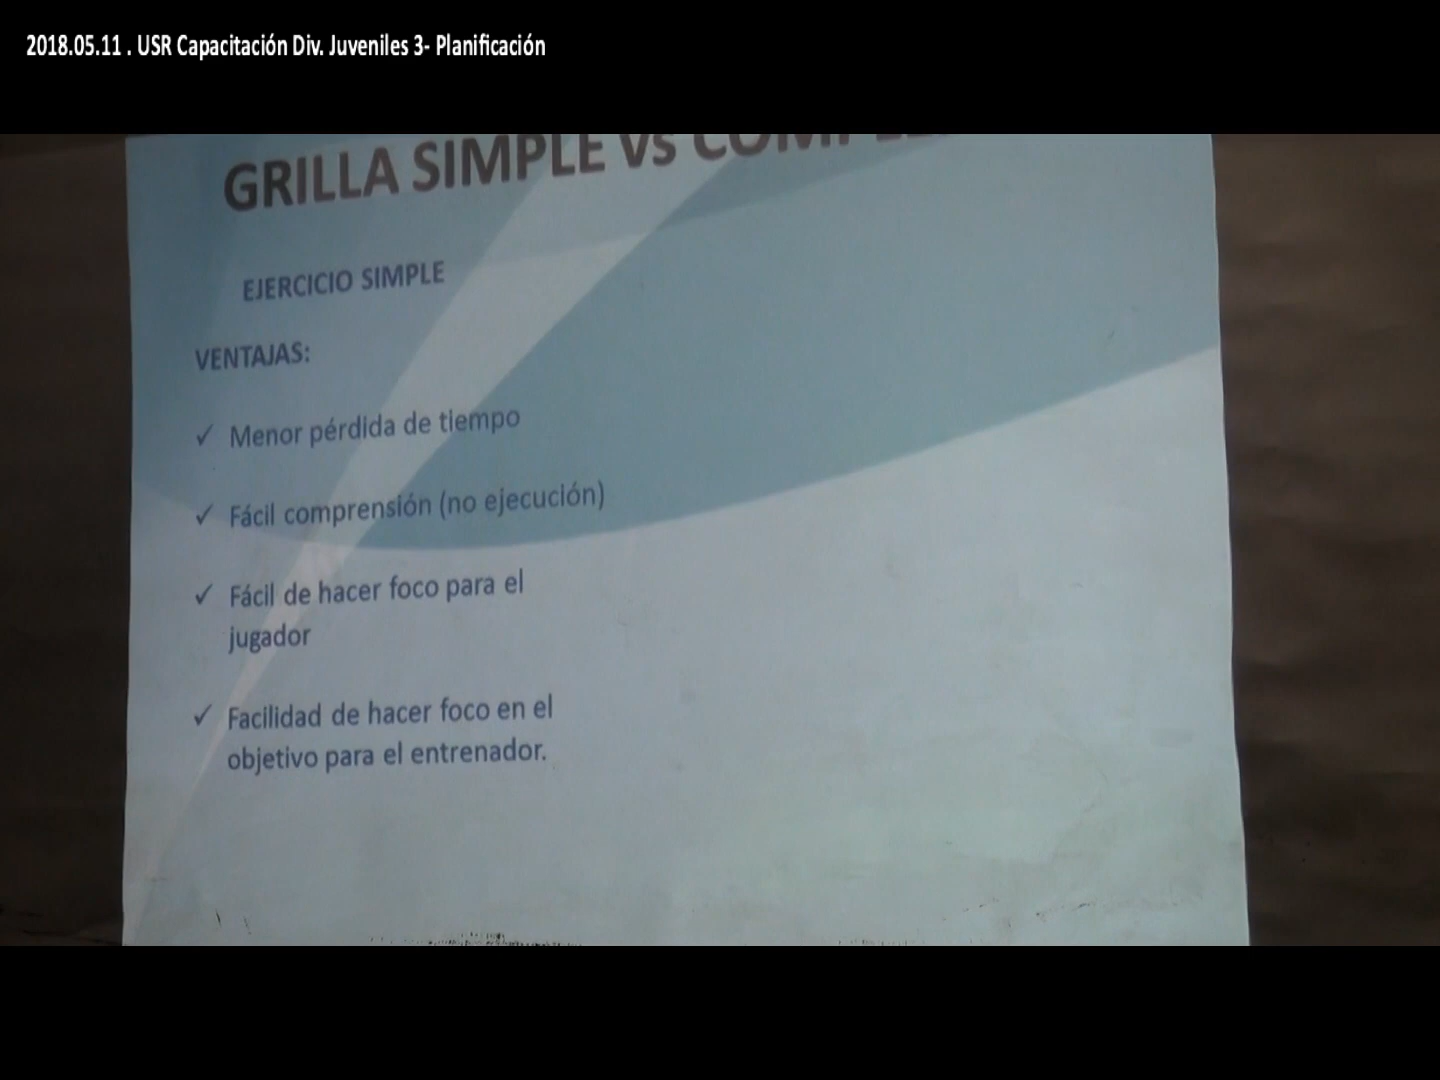 2018.05.11 . USR Capacitación Div. Juveniles 3- Planificación
GRILLA SIMPLE vs
EJERCICIO SIMPLE
VENTAJAS:
✓ Menor pérdida de tiempo
✓ Fácil comprensión (no ejecución)
✓ Fácil de hacer foco para el
jugador
✓ Facilidad de hacer foco en el
objetivo para el entrenador.